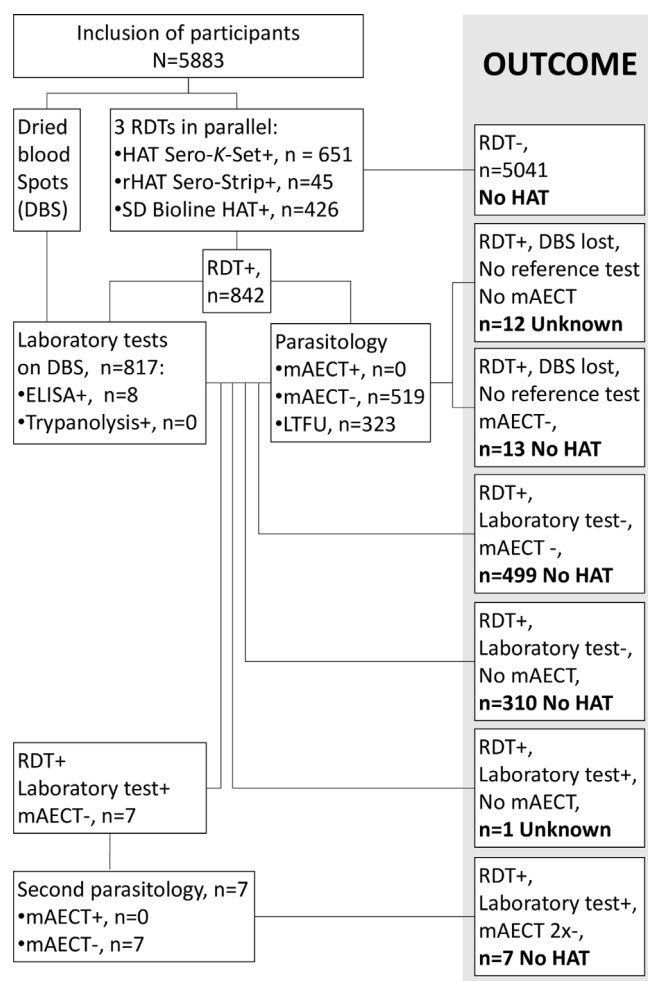 Inclusion of participants
N=5883
OUTCOME
Dried
blood
Spots
(DBS)
3 RDTs in parallel:
•HAT Sero-K-Set+, n = 651
•rHAT Sero-Strip+, n=45
•SD Bioline HAT+, n=426
RDT-,
n=5041
No HAT
RDT+,
n=842
RDT+, DBS lost,
No reference test
No mAECT
n=12 Unknown
Laboratory tests
on DBS, n=817:
•ELISA+, n=8
•Trypanolysis+, n=0
Parasitology
•mAECT+, n=0
•mAECT-, n=519
•LTFU, n=323
RDT+, DBS lost,
No reference test
mAECT-,
n=13 No HAT
RDT+,
Laboratory test-,
mAECT -,
n=499 No HAT
RDT+,
Laboratory test-,
No mAECT,
n=310 No HAT
RDT+
Laboratory test+
mAECT-, n=7
RDT+,
Laboratory test+,
No mAECT,
n=1 Unknown
Second parasitology, n=7
•mAECT+, n=0
•mAECT-, n=7
RDT+,
Laboratory test+,
mAECT 2x-,
n=7 No HAT